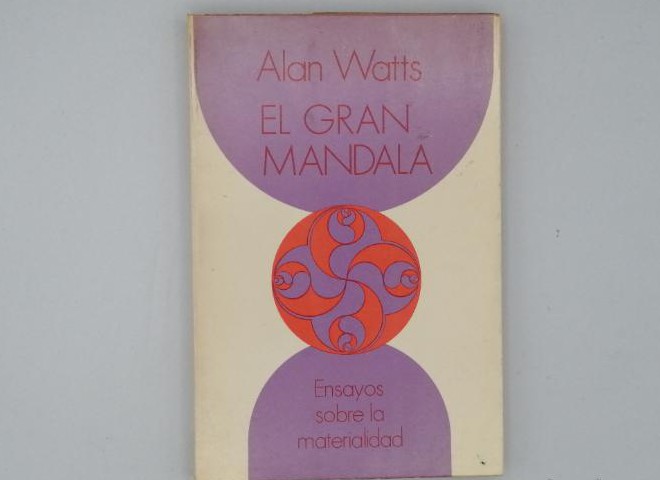 Alan Watts
EL GRAN
MANDALA
Ensayos
sobre la
materialidad